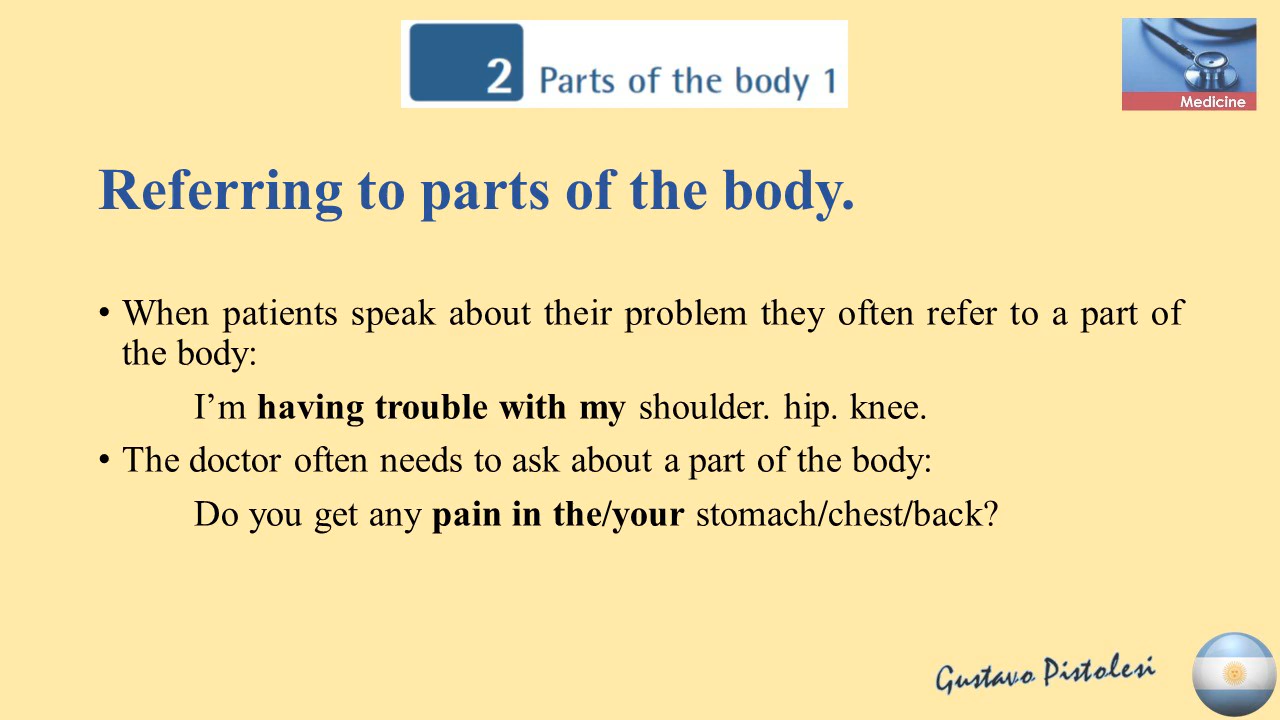 2 Parts of the body 1
Medicine
Referring to parts of the body.
• When patients speak about their problem they often refer to a part of
the body:
I’m having trouble with my shoulder. hip. knee.
• The doctor often needs to ask about a part of the body:
Do you get any pain in the/your stomach/chest/back?
Gustavo Pistolesi